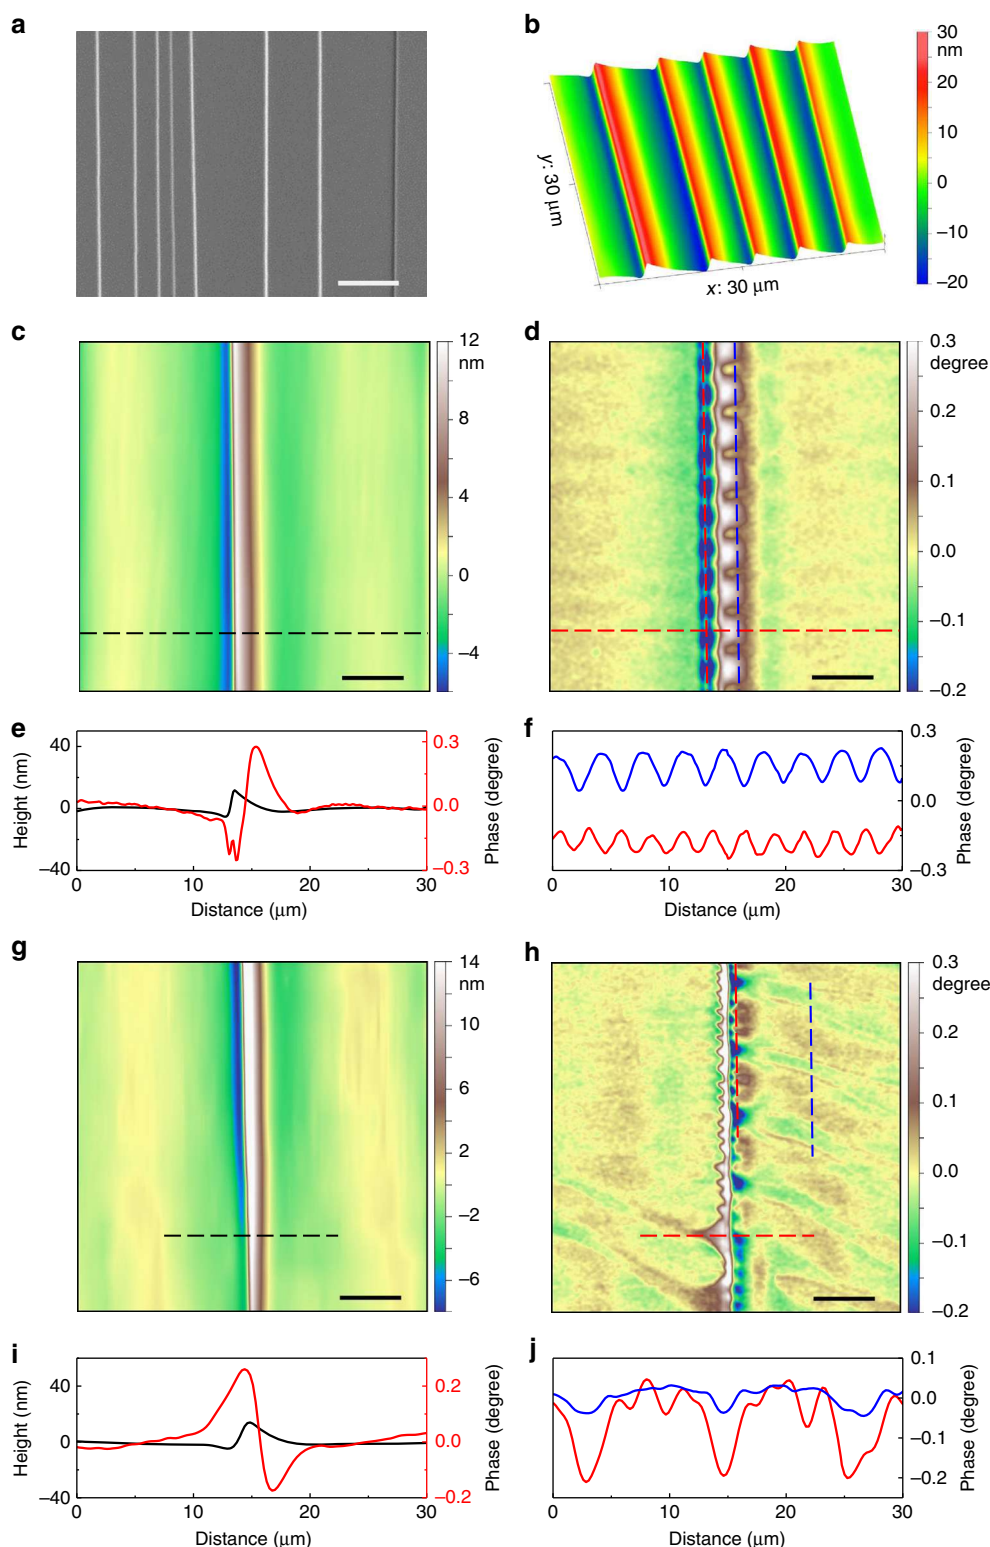 a
b
30
nm
20
10
0
−10
−20
y: 30 μm
x: 30 μm
c
12
nm
8
4
0
−4
d
0.3
degree
0.2
0.1
0.0
−0.1
−0.2
e
Height (nm)
40
0
−40
0.3
0.0
−0.3
Phase (degree)
0
10
20
30
Distance (μm)
f
0.3
0.0
−0.3
Phase (degree)
0
10
20
30
Distance (μm)
g
14
nm
10
6
2
−2
−6
h
0.3
degree
0.2
0.1
0.0
−0.1
−0.2
i
Height (nm)
40
0
−40
0.2
0.0
−0.2
Phase (degree)
0
10
20
30
Distance (μm)
j
0.1
0.0
−0.1
−0.2
Phase (degree)
0
10
20
30
Distance (μm)